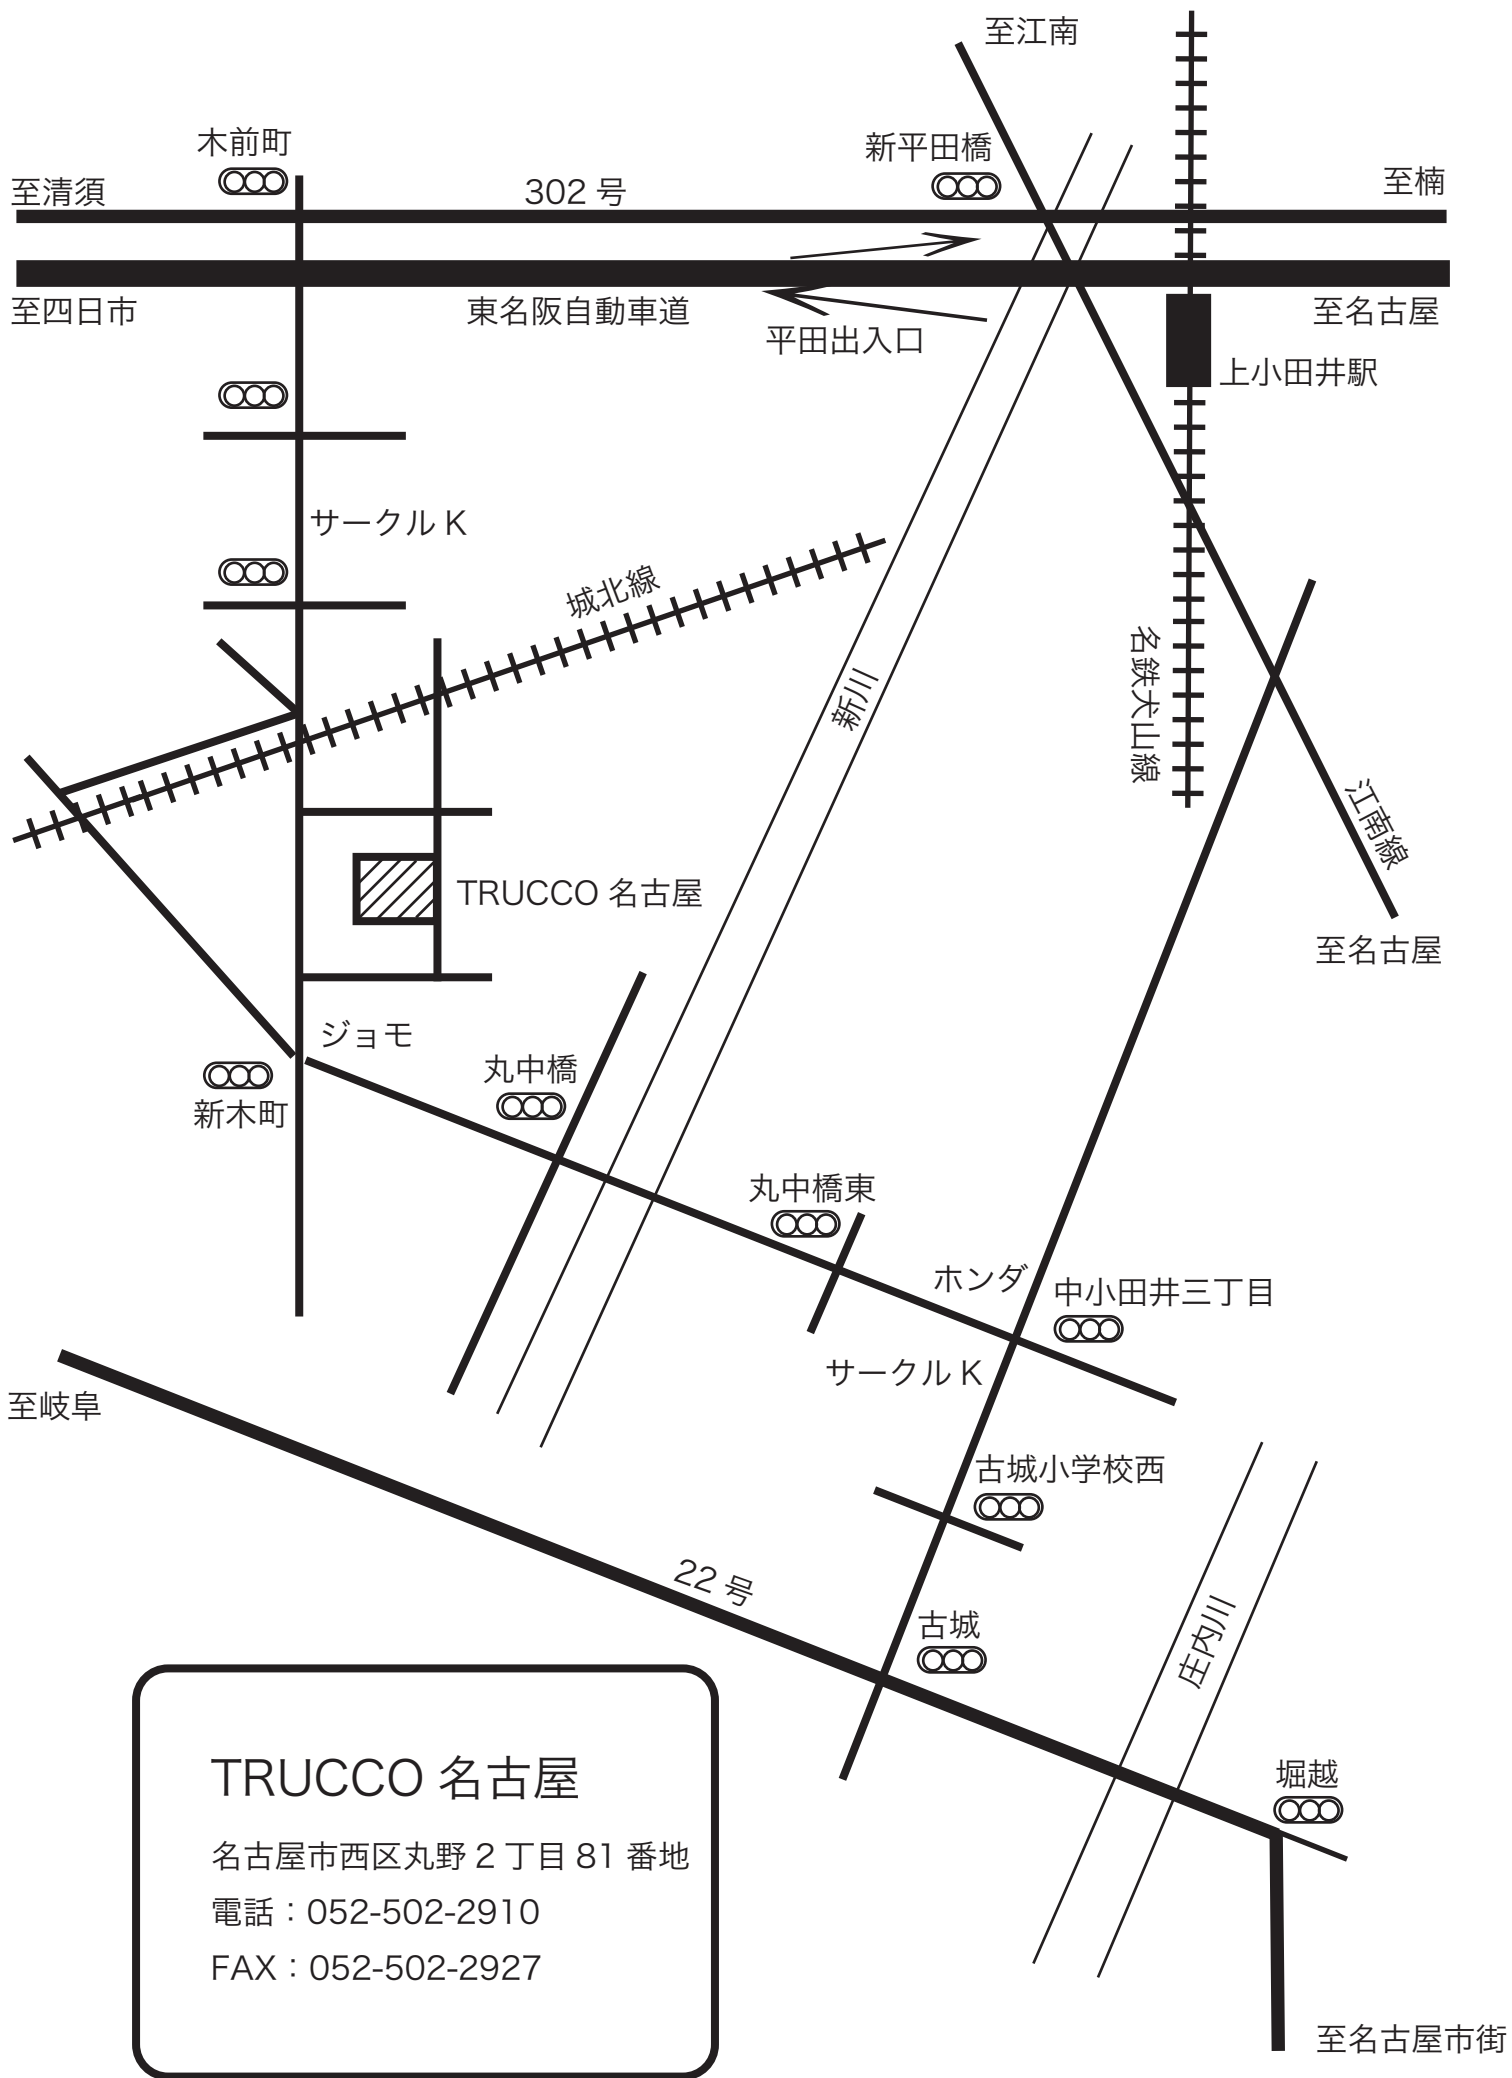 至江南
木前町
新平田橋
至清須
302 号
至楠
至四日市
東名阪自動車道
至名古屋
平田出入口
上小田井駅
サークル K
城北線
新川
名鉄犬山線
江南線
TRUCCO 名古屋
至名古屋
ジョモ
丸中橋
新木町
丸中橋東
ホンダ
中小田井三丁目
サークル K
至岐阜
古城小学校西
22 号
古城
庄内川
堀越
TRUCCO 名古屋
名古屋市西区丸野 2 丁目 81 番地
電話：052-502-2910
FAX：052-502-2927
至名古屋市街